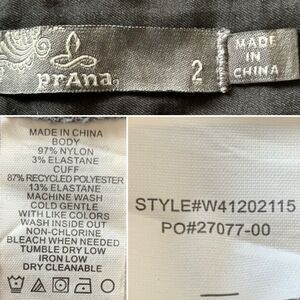 prAna
2
MADE
IN
CHINA
MADE IN CHINA
BODY
97% NYLON
3% ELASTANE
CUFF
87% RECYCLED POLYESTER
13% ELASTANE
MACHINE WASH
COLD GENTLE
WITH LIKE COLORS
WASH INSIDE OUT
NON-CHLORINE
BLEACH WHEN NEEDED
TUMBLE DRY LOW
IRON LOW
DRY CLEANABLE
STYLE#W41202115
PO#27077-00